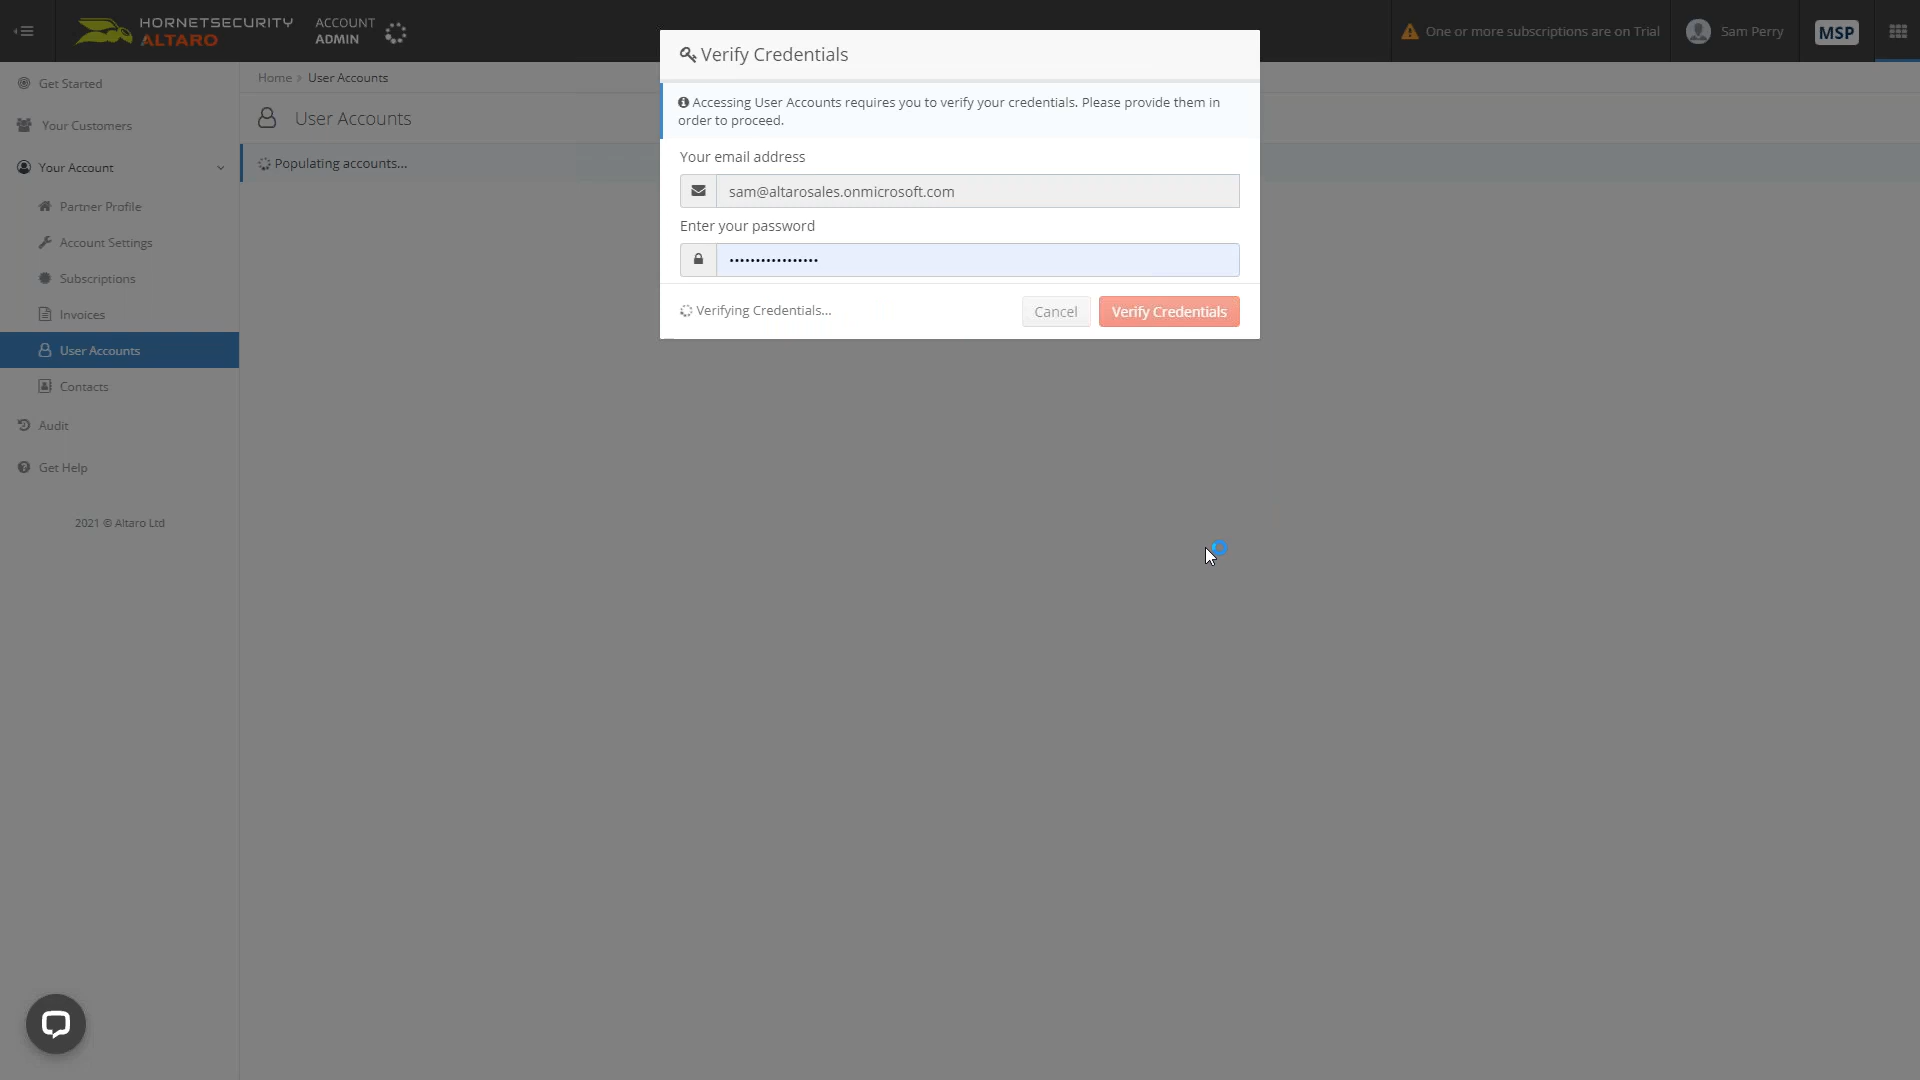 HORNETSECURITY
ALTARO
ACCOUNT
ADMIN
One or more subscriptions are on Trial
Sam Perry
MSP
Get Started
Your Customers
Your Account
Partner Profile
Account Settings
Subscriptions
Invoices
User Accounts
Contacts
Audit
Get Help
2021 © Altaro Ltd
Home › User Accounts
User Accounts
Populating accounts...
Verify Credentials
Accessing User Accounts requires you to verify your credentials. Please provide them in
order to proceed.
Your email address
sam@altarosales.onmicrosoft.com
Enter your password
•••••••••••••••••
Verifying Credentials...
Cancel
Verify Credentials